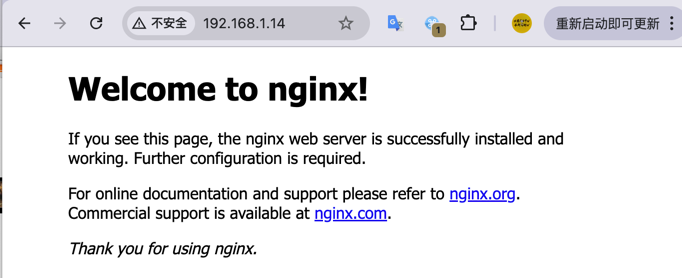 不安全 192.168.1.14 1 重新启动即可更新
Welcome to nginx!
If you see this page, the nginx web server is successfully installed and
working. Further configuration is required.
For online documentation and support please refer to nginx.org.
Commercial support is available at nginx.com.
Thank you for using nginx.